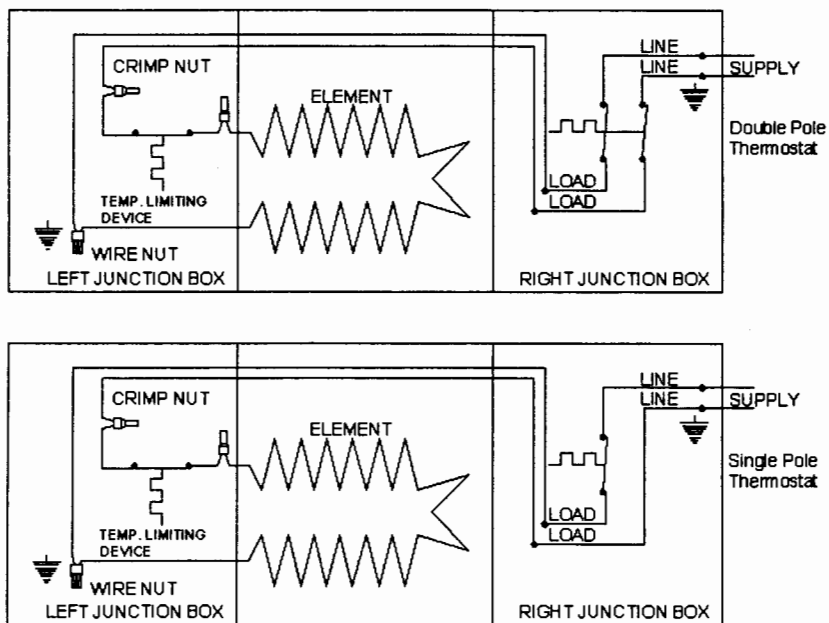 LINE
LINE
SUPPLY
CRIMP NUT
ELEMENT
Double Pole
Thermostat
LOAD
LOAD
TEMP. LIMITING
DEVICE
WIRE NUT
LEFT JUNCTION BOX
RIGHT JUNCTION BOX
LINE
LINE
SUPPLY
CRIMP NUT
ELEMENT
Single Pole
Thermostat
LOAD
LOAD
TEMP. LIMITING
DEVICE
WIRE NUT
LEFT JUNCTION BOX
RIGHT JUNCTION BOX